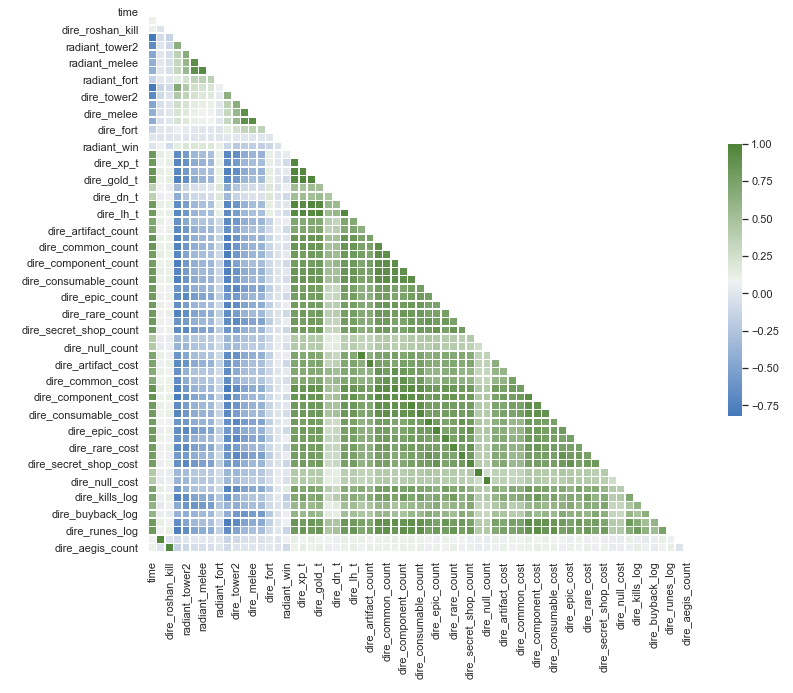 time
dire_roshan_kill
radiant_tower2
radiant_melee
radiant_fort
dire_tower2
dire_melee
dire_fort
radiant_win
dire_xp_t
dire_gold_t
dire_dn_t
dire_lh_t
dire_artifact_count
dire_common_count
dire_component_count
dire_consumable_count
dire_epic_count
dire_rare_count
dire_secret_shop_count
dire_null_count
dire_artifact_cost
dire_common_cost
dire_component_cost
dire_consumable_cost
dire_epic_cost
dire_rare_cost
dire_secret_shop_cost
dire_null_cost
dire_kills_log
dire_buyback_log
dire_runes_log
dire_aegis_count
time
dire_roshan_kill
radiant_tower2
radiant_melee
radiant_fort
dire_tower2
dire_melee
dire_fort
radiant_win
dire_xp_t
dire_gold_t
dire_dn_t
dire_lh_t
dire_artifact_count
dire_common_count
dire_component_count
dire_consumable_count
dire_epic_count
dire_rare_count
dire_secret_shop_count
dire_null_count
dire_artifact_cost
dire_common_cost
dire_component_cost
dire_consumable_cost
dire_epic_cost
dire_rare_cost
dire_secret_shop_cost
dire_null_cost
dire_kills_log
dire_buyback_log
dire_runes_log
dire_aegis_count
1.00
0.75
0.50
0.25
0.00
−0.25
−0.50
−0.75